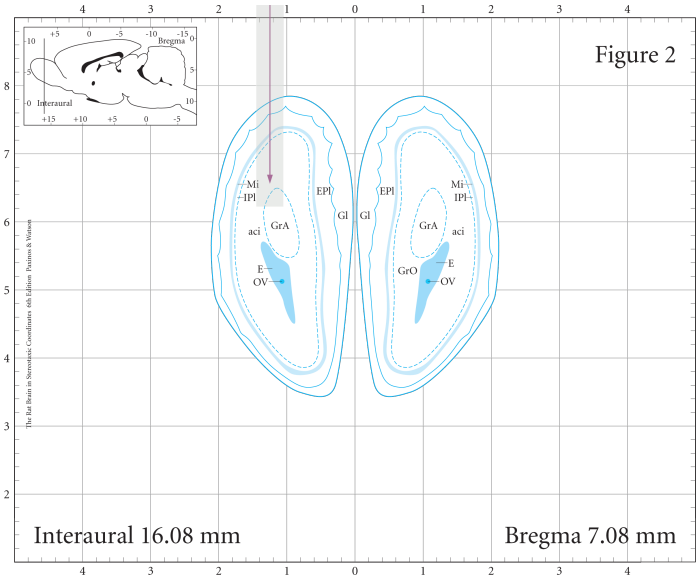 4 3 2 1 0 1 2 3 4
+5 0 -5 -10 -15
Bregma
10 0
5 5
0 Interaural 10
+15 +10 +5 0 -5
Figure 2
8
7
6
5
4
3
2
Mi
IPl
EPl
Gl
Gl
EPl
Mi
IPl
aci
GrA
GrA
aci
E
OV
GrO
E
OV
The Rat Brain in Stereotaxic Coordinates 6th Edition Paxinos & Watson
Interaural 16.08 mm
Bregma 7.08 mm
4 3 2 1 0 1 2 3 4